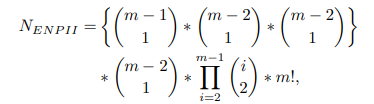 N_{ENPII} = \left\{ \binom{m-1}{1} * \binom{m-2}{1} * \binom{m-2}{1} \right\}
* \binom{m-2}{1} * \prod_{i=2}^{m-1} \binom{i}{2} * m!,